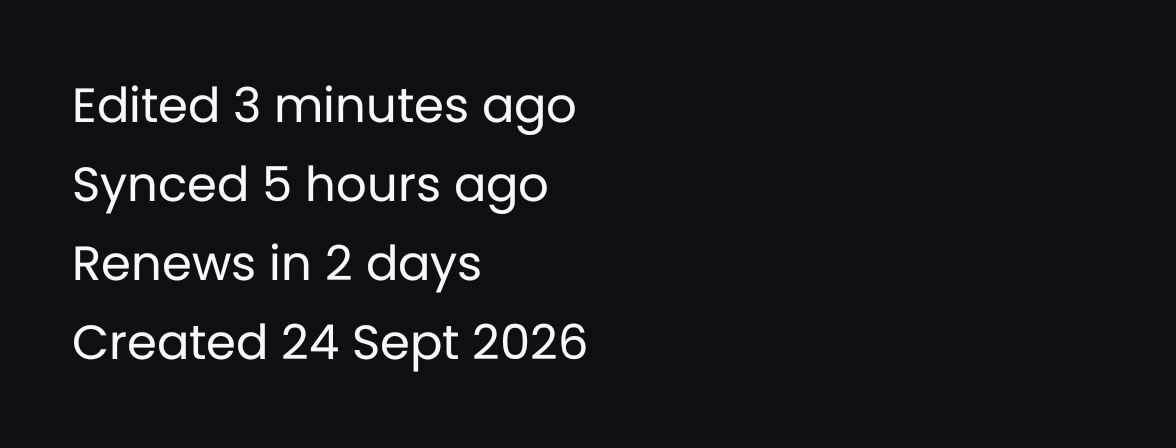 Edited 3 minutes ago
Synced 5 hours ago
Renews in 2 days
Created 24 Sept 2026